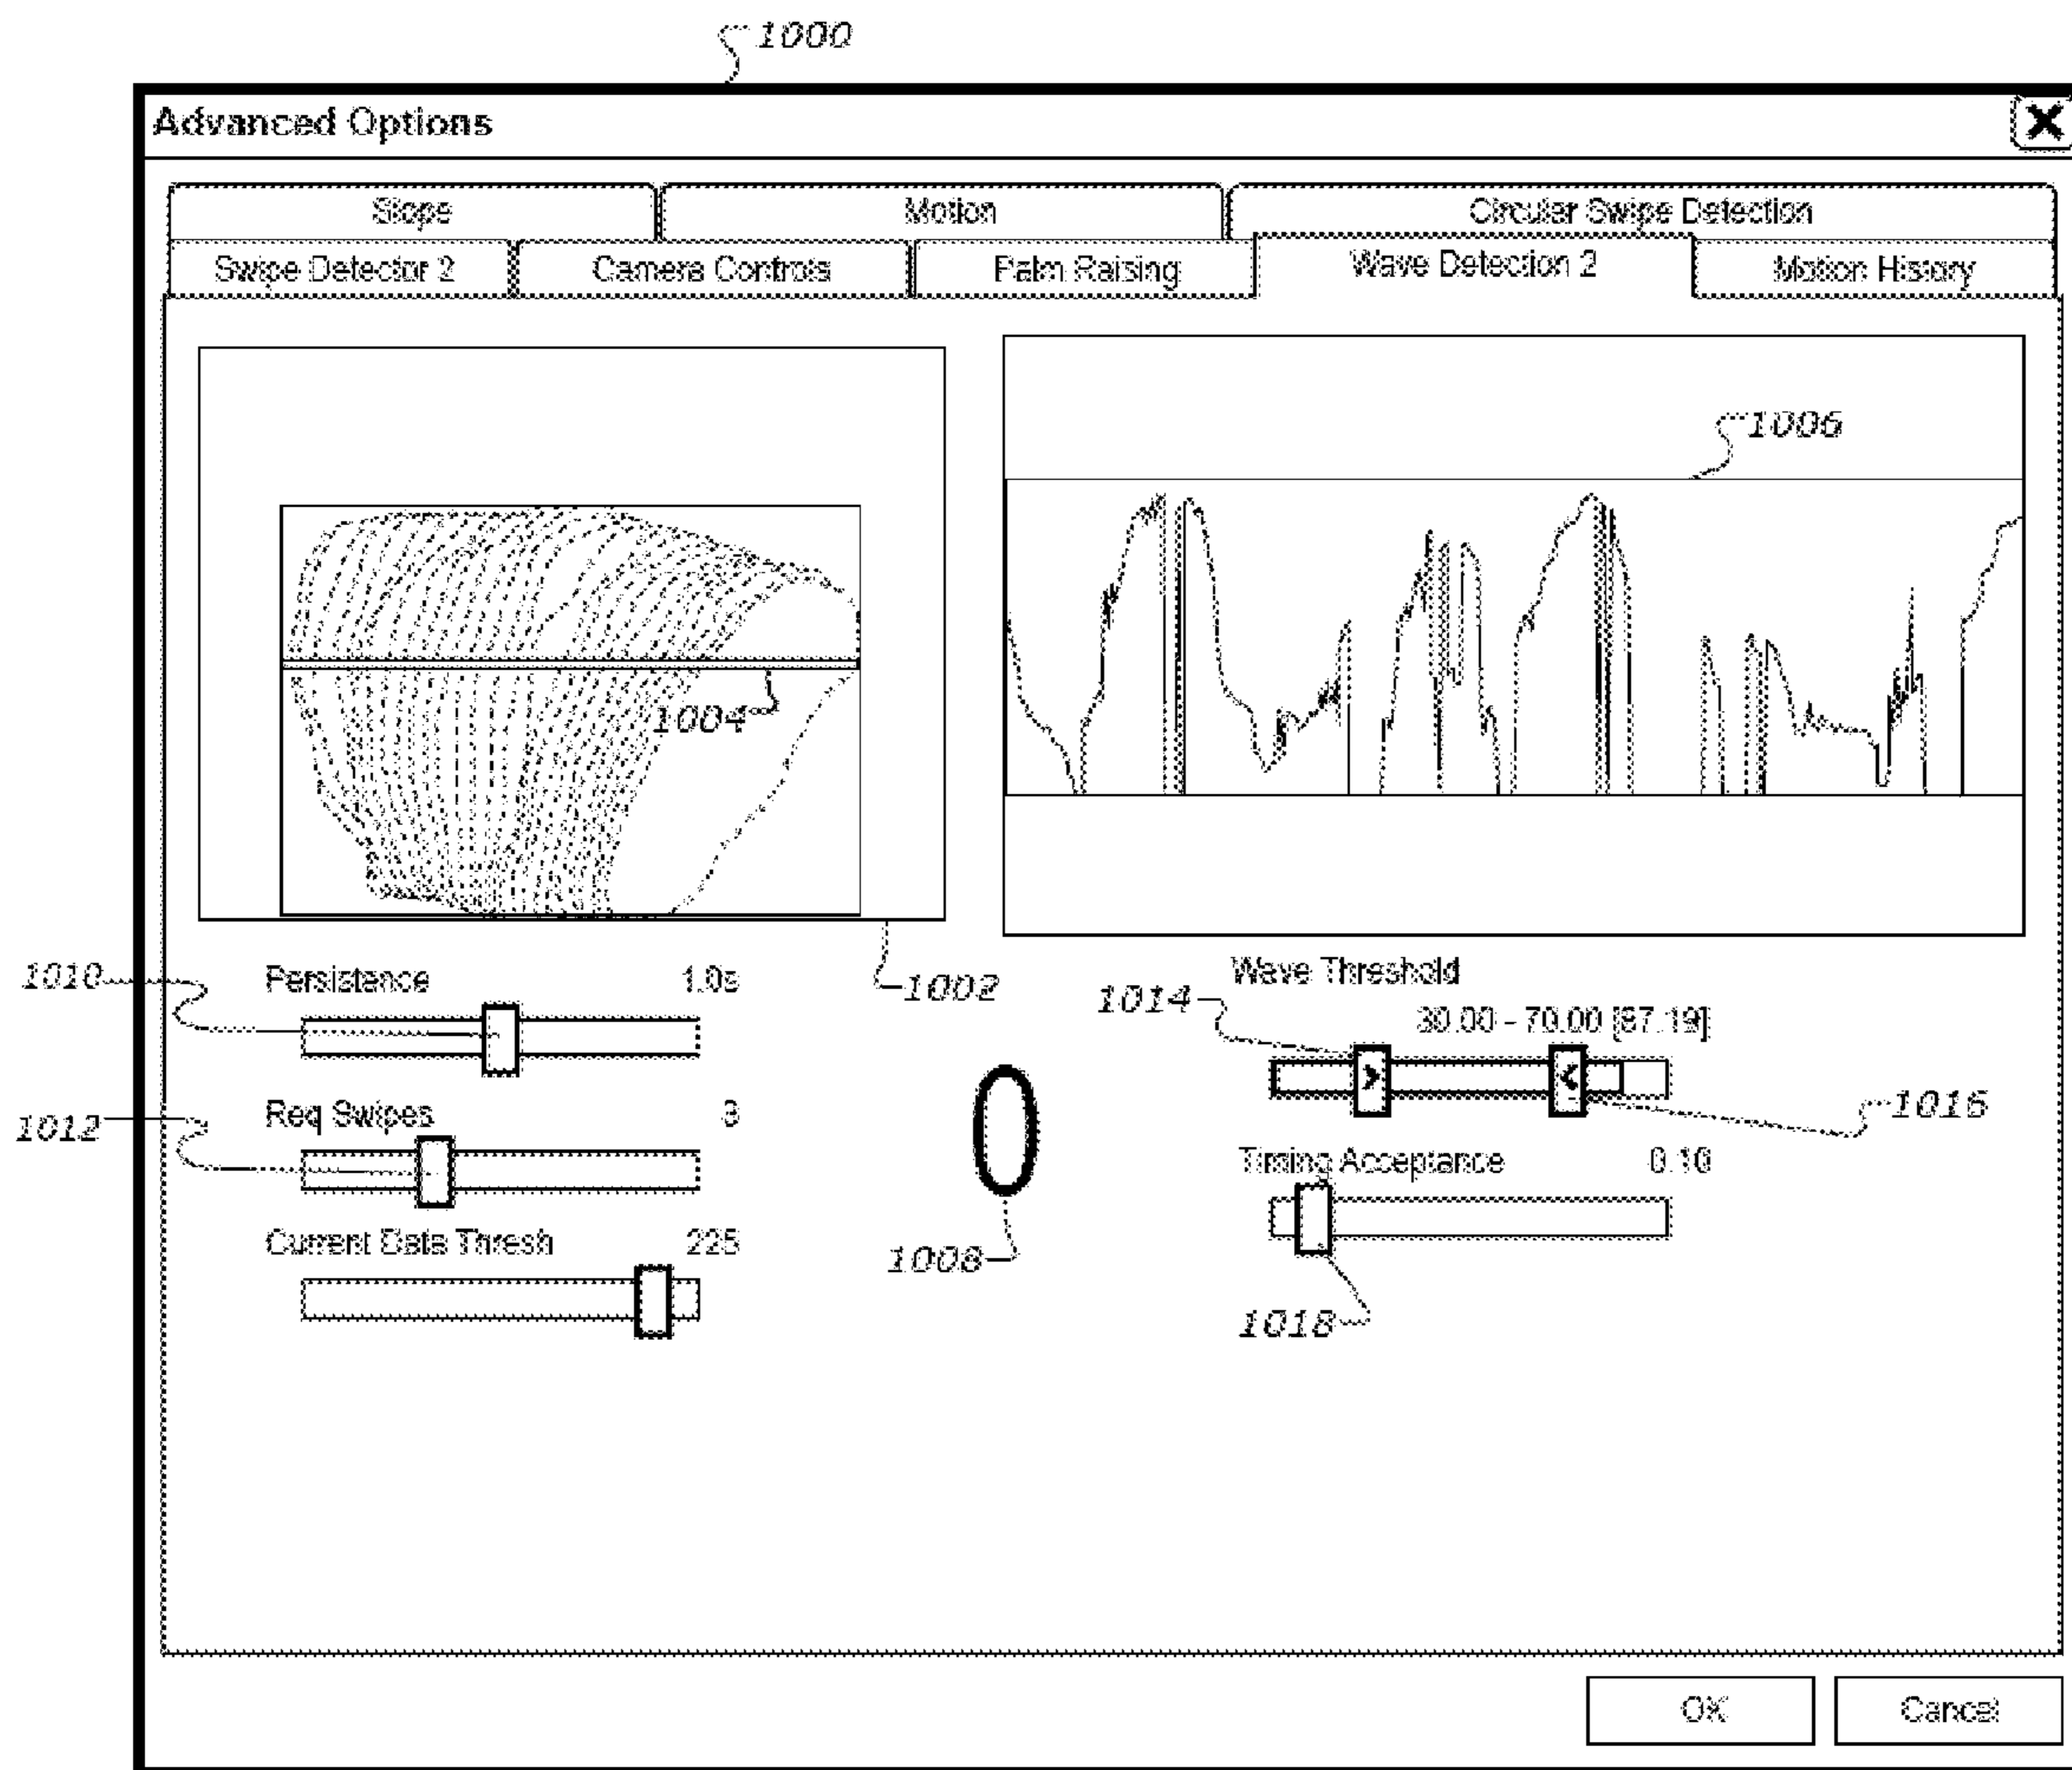 1000
Advanced Options
Slope Motion Circular Swipe Detection
Swipe Detector 2 Camera Controls Palm Raising Wave Detection 2 Motion History
1006
1004
1002
1010
Persistence 1.0s
1012
Req Swipes 3
Current Data Thresh 225
1008
Wave Threshold
1014
30.00 - 70.00 [87.19]
1016
Timing Acceptance 0.10
1018
OK Cancel